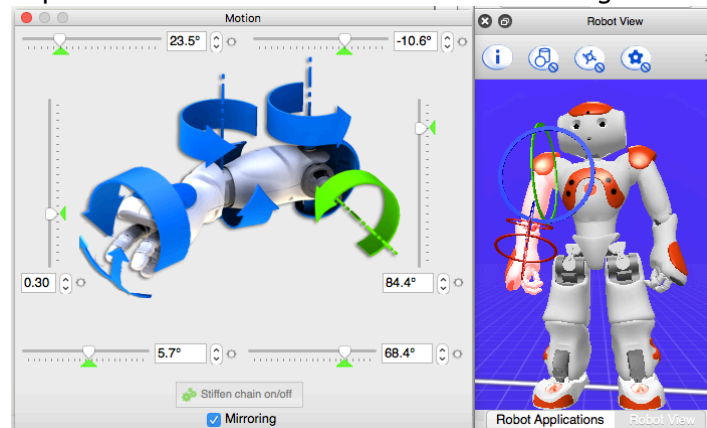 Motion
Robot View
23.5°
-10.6°
0.30
84.4°
5.7°
68.4°
Stiffen chain on/off
Mirroring
Robot Applications
Robot View